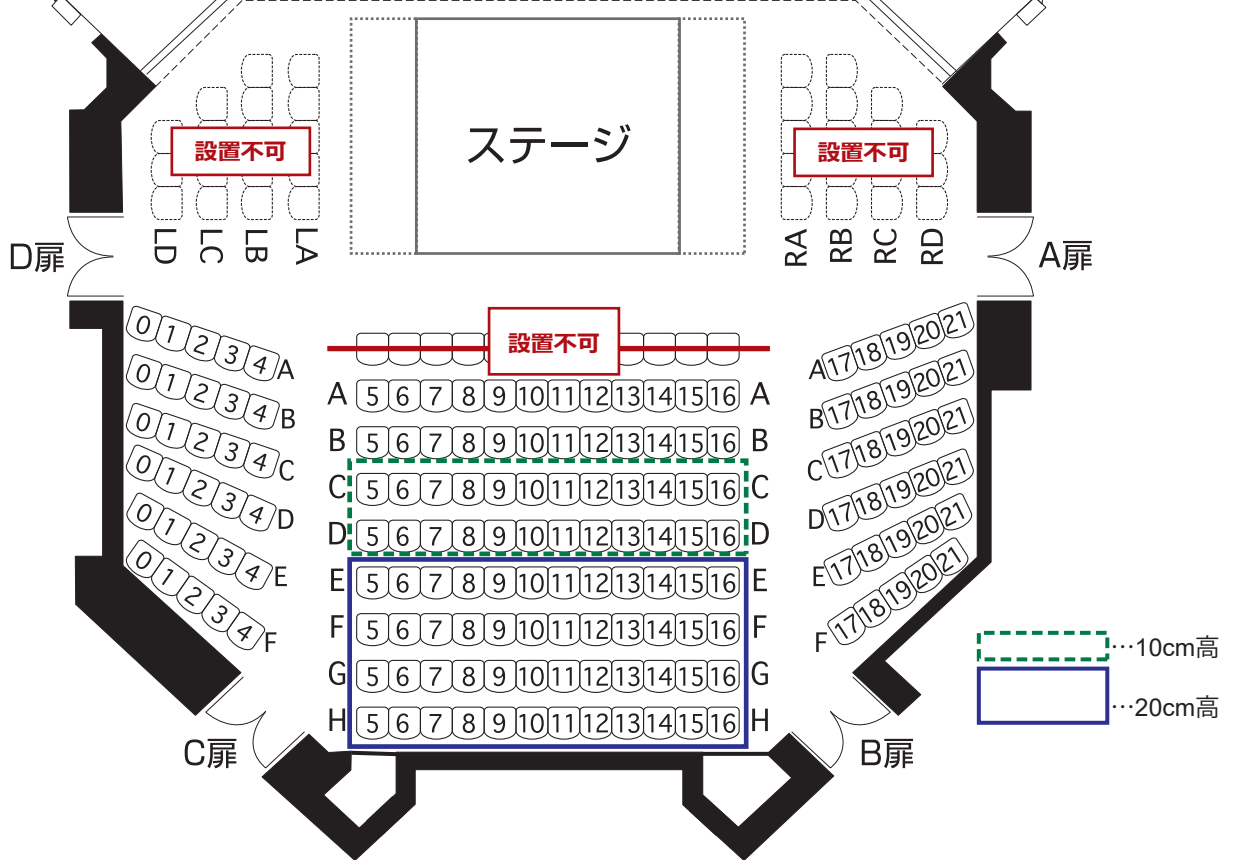 ステージ
設置不可
設置不可
LD LC LB LA
RA RB RC RD
D扉
A扉
設置不可
0 1 2 3 4 A
A 5 6 7 8 9 10 11 12 13 14 15 16 A
A 17 18 19 20 21
0 1 2 3 4 B
B 5 6 7 8 9 10 11 12 13 14 15 16 B
B 17 18 19 20 21
0 1 2 3 4 C
C 5 6 7 8 9 10 11 12 13 14 15 16 C
C 17 18 19 20 21
0 1 2 3 4 D
D 5 6 7 8 9 10 11 12 13 14 15 16 D
D 17 18 19 20 21
0 1 2 3 4 E
E 5 6 7 8 9 10 11 12 13 14 15 16 E
E 17 18 19 20 21
0 1 2 3 4 F
F 5 6 7 8 9 10 11 12 13 14 15 16 F
F 17 18 19 20 21
G 5 6 7 8 9 10 11 12 13 14 15 16 G
H 5 6 7 8 9 10 11 12 13 14 15 16 H
…10cm高
…20cm高
C扉
B扉